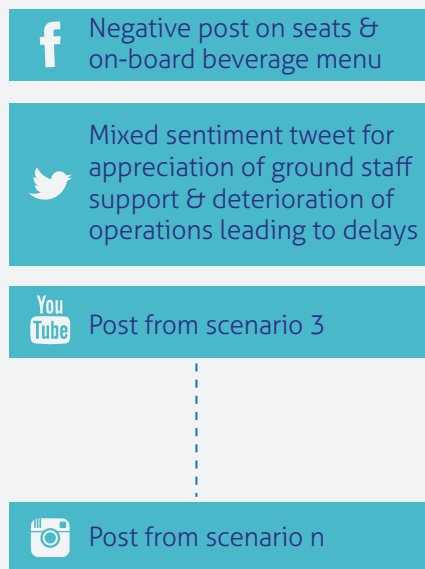 Negative post on seats &
on-board beverage menu
Mixed sentiment tweet for
appreciation of ground staff
support & deterioration of
operations leading to delays
You
Tube
Post from scenario 3
Post from scenario n